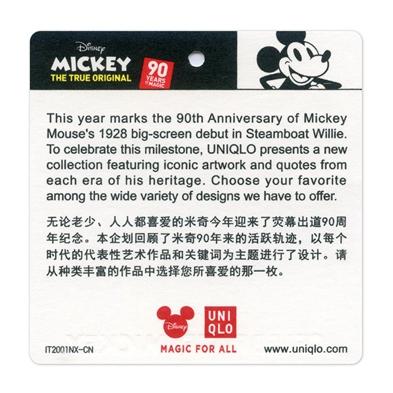 Disney
MICKEY
THE TRUE ORIGINAL
90
YEARS OF MAGIC
This year marks the 90th Anniversary of Mickey
Mouse's 1928 big-screen debut in Steamboat Willie.
To celebrate this milestone, UNIQLO presents a new
collection featuring iconic artwork and quotes from
each era of his heritage. Choose your favorite
among the wide variety of designs we have to offer.
无论老少、人人都喜爱的米奇今年迎来了荧幕出道90周
年纪念。本企划回顾了米奇90年来的活跃轨迹，以每个
时代的代表性艺术作品和关键词为主题进行了设计。请
从种类丰富的作品中选择您所喜爱的那一枚。
Disney
UNI
QLO
MAGIC FOR ALL
IT2001NX-CN
www.uniqlo.com